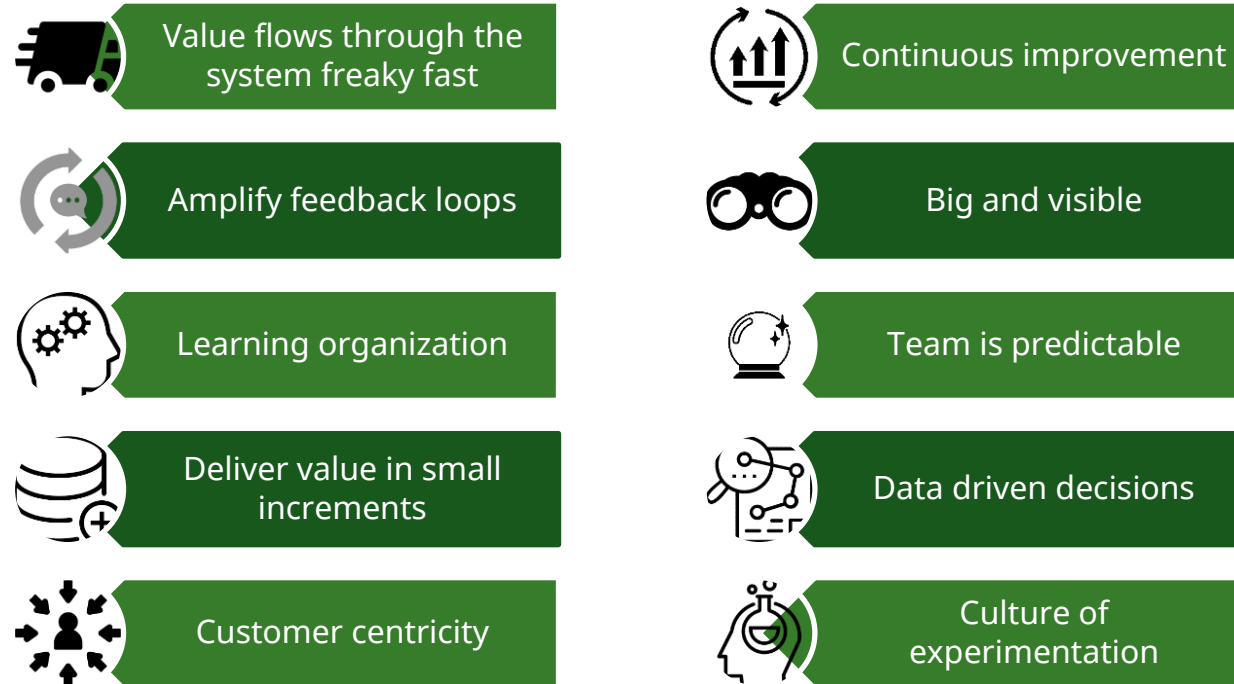 Value flows through the
system freaky fast
Amplify feedback loops
Learning organization
Deliver value in small
increments
Customer centricity
Continuous improvement
Big and visible
Team is predictable
Data driven decisions
Culture of
experimentation